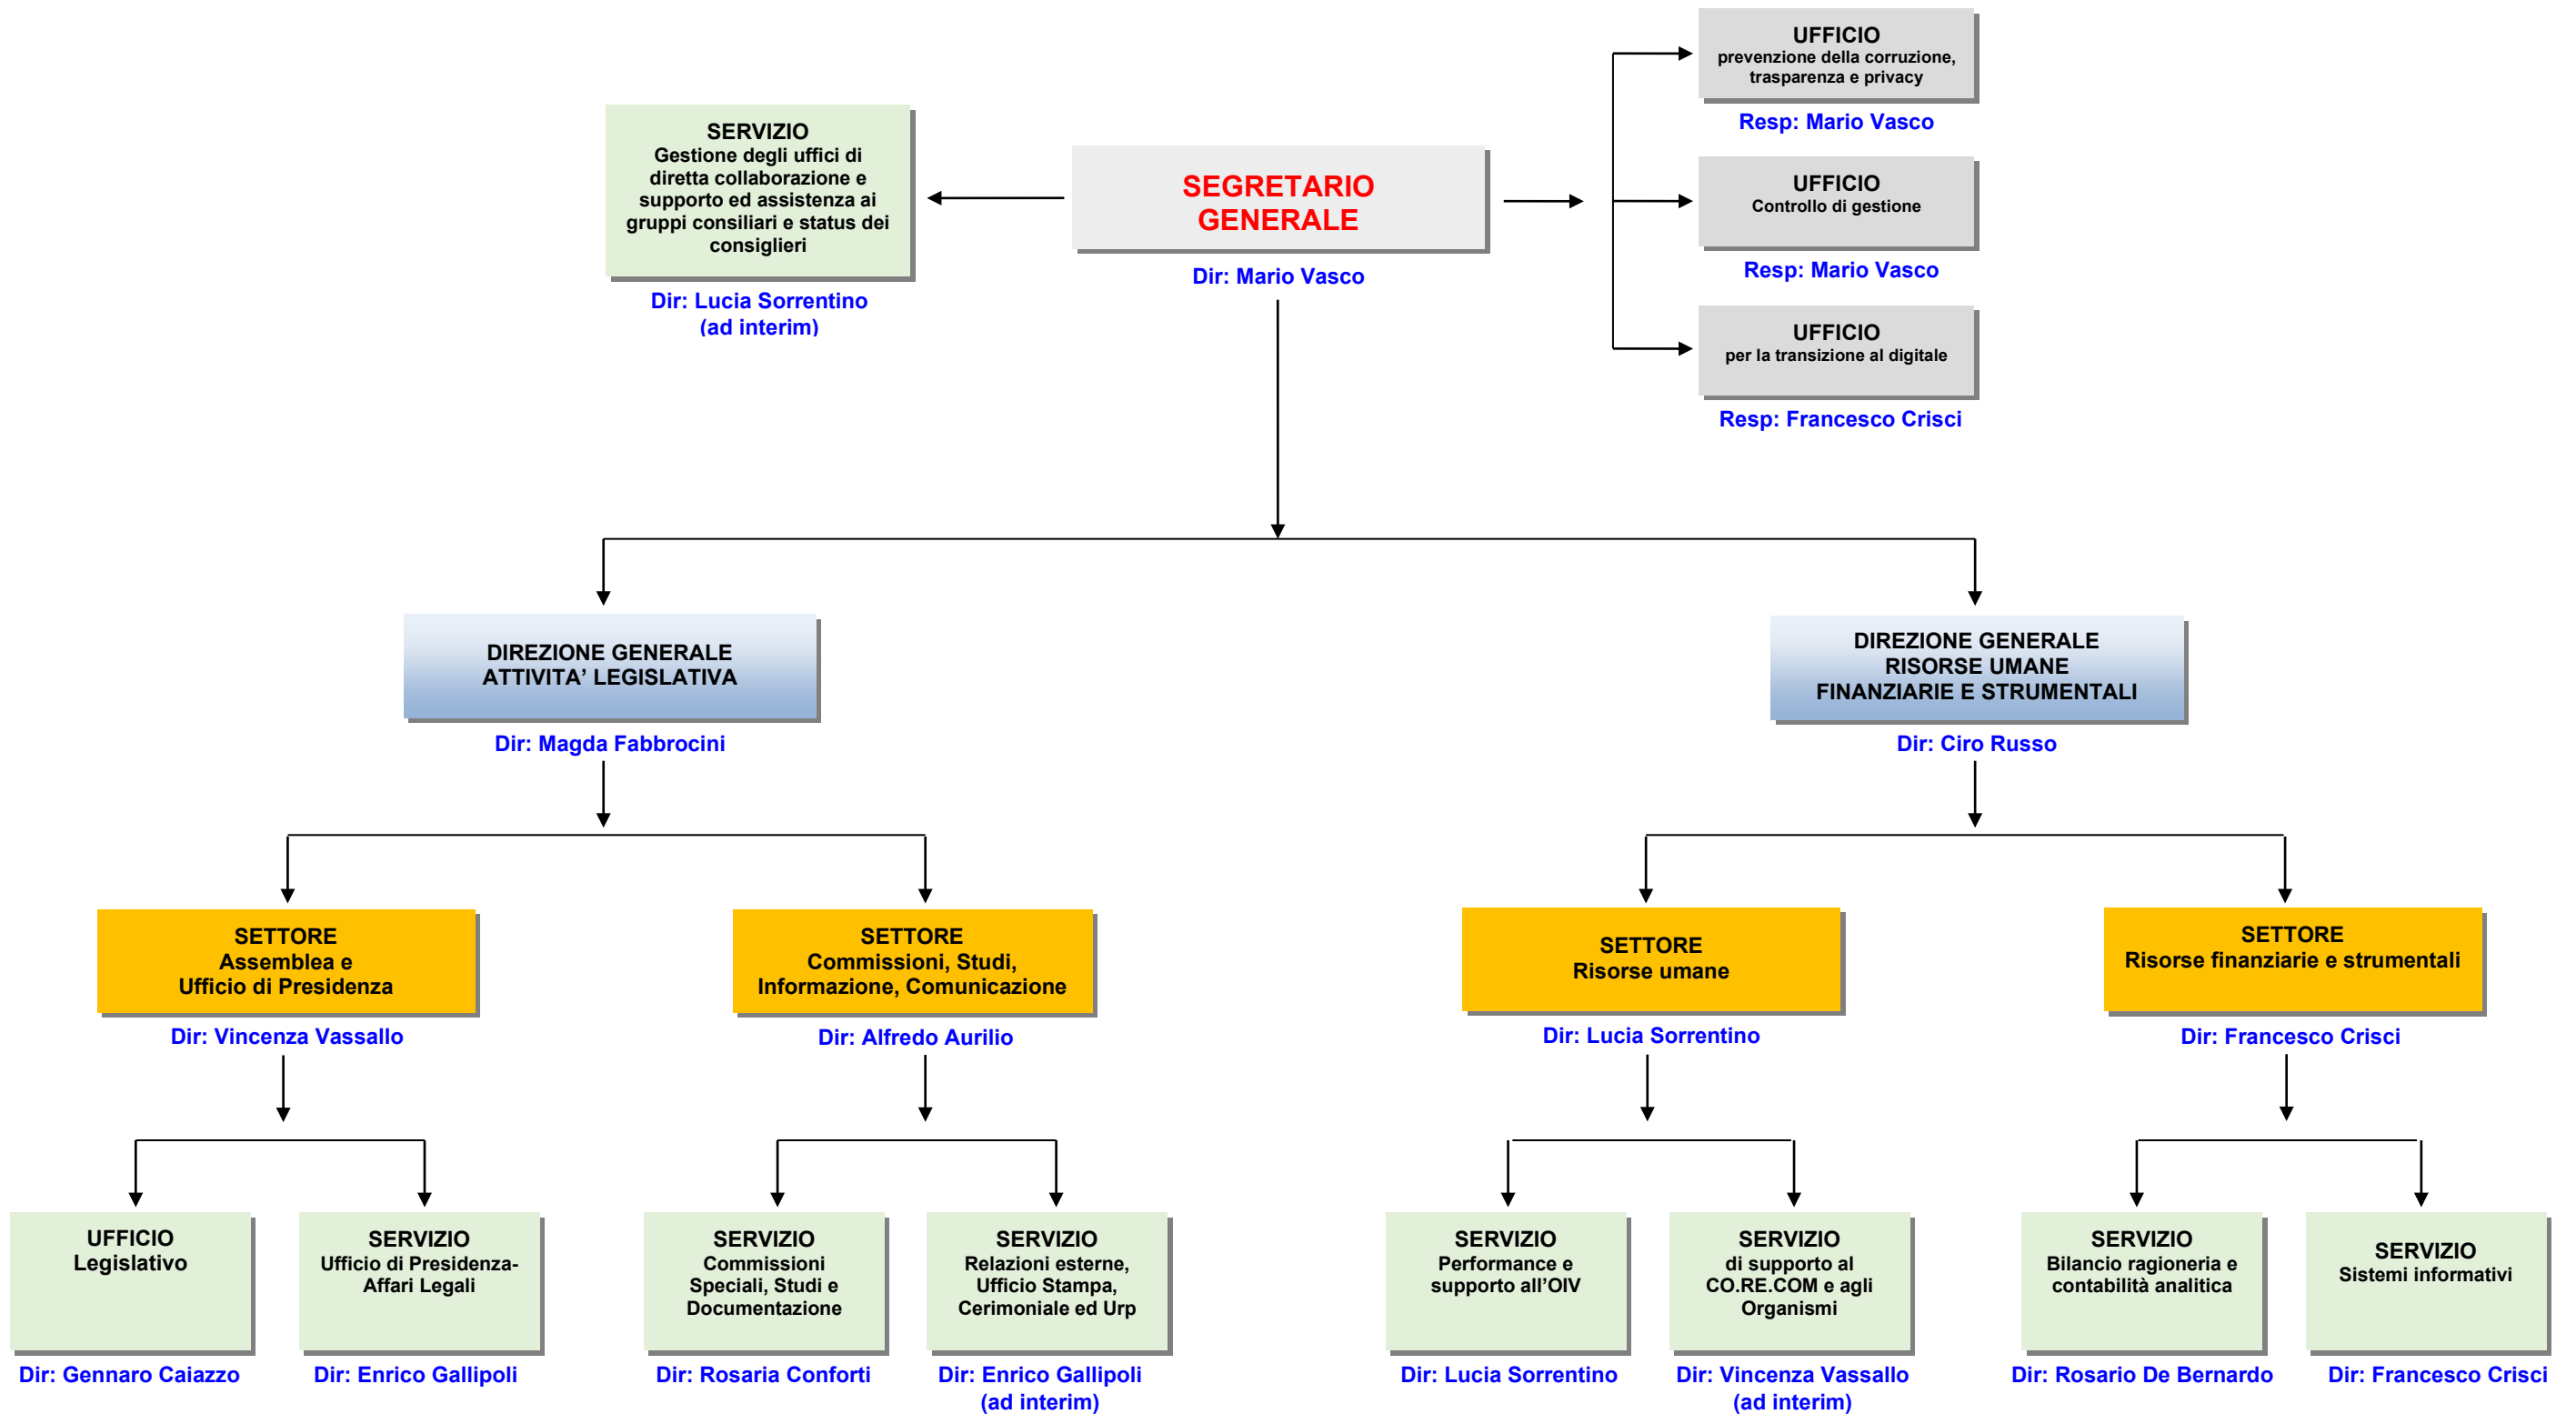 UFFICIO
prevenzione della corruzione,
trasparenza e privacy
Resp: Mario Vasco
SERVIZIO
Gestione degli uffici di
diretta collaborazione e
supporto ed assistenza ai
gruppi consiliari e status dei
consiglieri
Dir: Lucia Sorrentino
(ad interim)
SEGRETARIO
GENERALE
Dir: Mario Vasco
UFFICIO
Controllo di gestione
Resp: Mario Vasco
UFFICIO
per la transizione al digitale
Resp: Francesco Crisci
DIREZIONE GENERALE
ATTIVITA’ LEGISLATIVA
Dir: Magda Fabbrocini
DIREZIONE GENERALE
RISORSE UMANE
FINANZIARIE E STRUMENTALI
Dir: Ciro Russo
SETTORE
Assemblea e
Ufficio di Presidenza
Dir: Vincenza Vassallo
SETTORE
Commissioni, Studi,
Informazione, Comunicazione
Dir: Alfredo Aurilio
SETTORE
Risorse umane
Dir: Lucia Sorrentino
SETTORE
Risorse finanziarie e strumentali
Dir: Francesco Crisci
UFFICIO
Legislativo
Dir: Gennaro Caiazzo
SERVIZIO
Ufficio di Presidenza-
Affari Legali
Dir: Enrico Gallipoli
SERVIZIO
Commissioni
Speciali, Studi e
Documentazione
Dir: Rosaria Conforti
SERVIZIO
Relazioni esterne,
Ufficio Stampa,
Cerimoniale ed Urp
Dir: Enrico Gallipoli
(ad interim)
SERVIZIO
Performance e
supporto all’OIV
Dir: Lucia Sorrentino
SERVIZIO
di supporto al
CO.RE.COM e agli
Organismi
Dir: Vincenza Vassallo
(ad interim)
SERVIZIO
Bilancio ragioneria e
contabilità analitica
Dir: Rosario De Bernardo
SERVIZIO
Sistemi informativi
Dir: Francesco Crisci